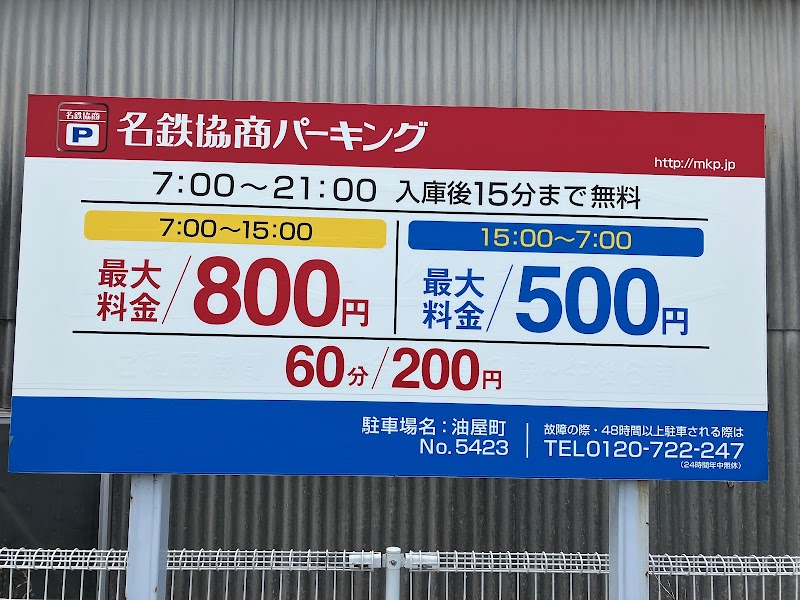 名鉄協商
P
名鉄協商パーキング
http://mkp.jp
7:00〜21:00 入庫後15分まで無料
7:00〜15:00
最大料金/800円
15:00〜7:00
最大料金/500円
60分/200円
駐車場名:油屋町
No.5423
故障の際・48時間以上駐車される際は
TEL0120-722-247
(24時間年中無休)